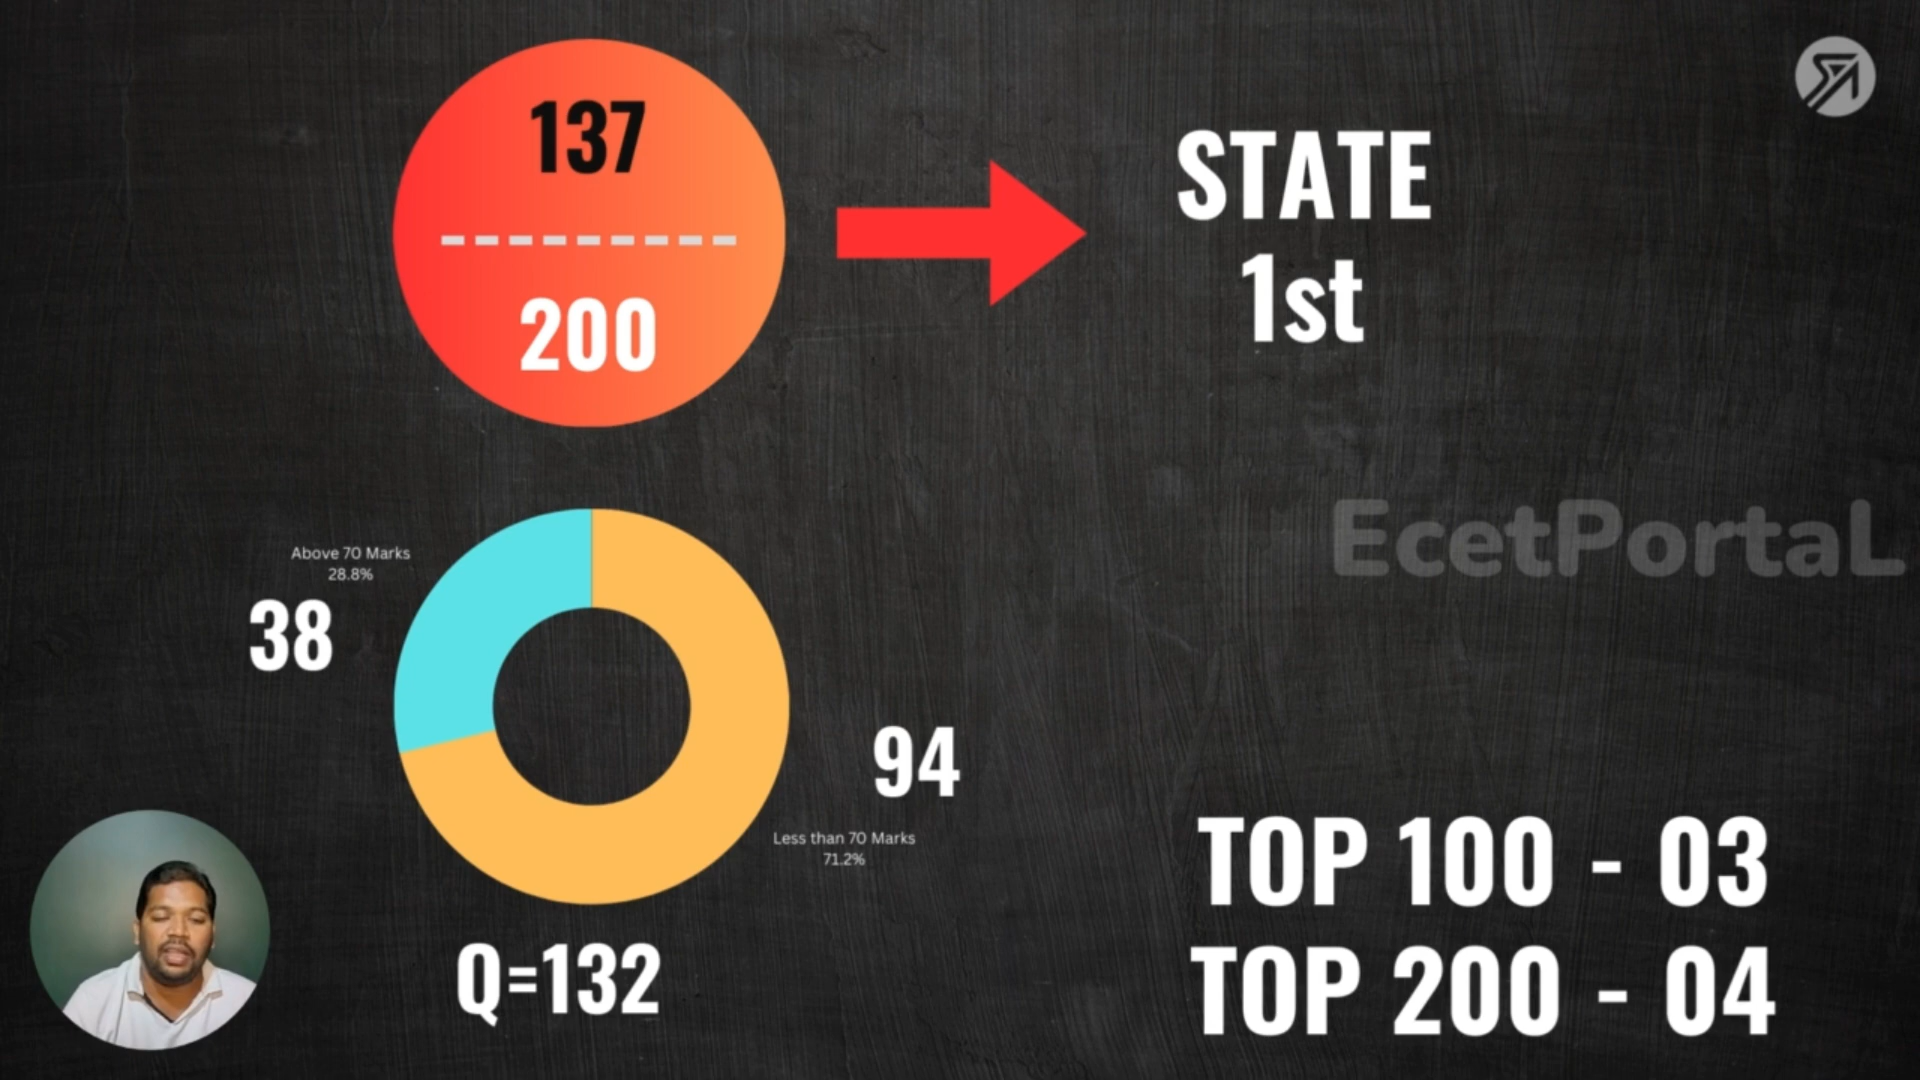 137
200
STATE
1st
EcetPortaL
Above 70 Marks
28.8%
38
94
Less than 70 Marks
71.2%
Q=132
TOP 100 - 03
TOP 200 - 04